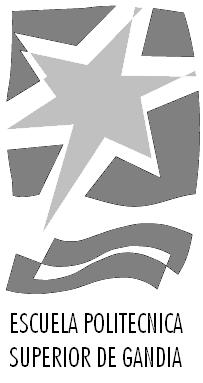 ESCUELA POLITECNICA
SUPERIOR DE GANDIA